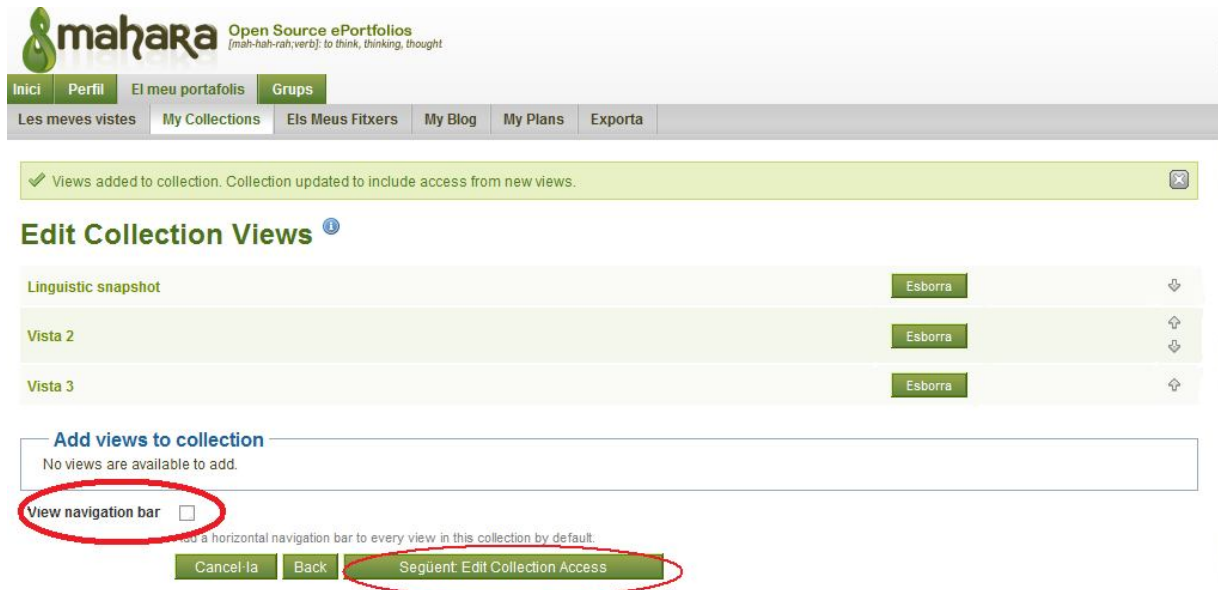 mahara Open Source ePortfolios
[mah-hah-rah;verb]: to think, thinking, thought
Inici Perfil El meu portafolis Grups
Les meves vistes My Collections Els Meus Fitxers My Blog My Plans Exporta
Views added to collection. Collection updated to include access from new views.
Edit Collection Views
Linguistic snapshot Esborra
Vista 2 Esborra
Vista 3 Esborra
Add views to collection
No views are available to add.
View navigation bar
a horizontal navigation bar to every view in this collection by default.
Cancel·la Back Següent: Edit Collection Access